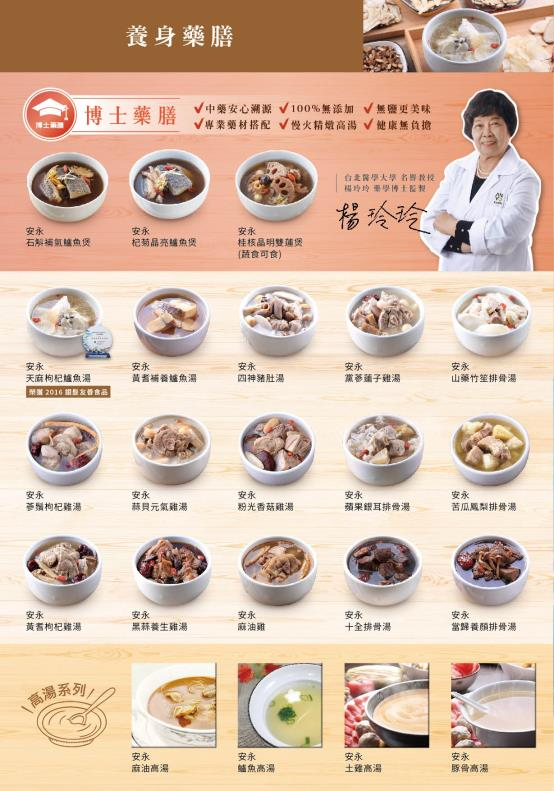 養身藥膳
博士藥膳
博士藥膳
✓中藥安心溯源 ✓100%無添加 ✓無鹽更美味
✓專業藥材搭配 ✓慢火精燉高湯 ✓健康無負擔
台北醫學大學 名譽教授
楊玲玲 藥學博士監製
楊玲玲
安永
石斛補氣鱸魚煲
安永
杞菊晶亮鱸魚煲
安永
桂核晶明雙蓮煲
(蔬食可食)
安永
天麻枸杞鱸魚湯
榮獲 2016 銀髮友善食品
安永
黃耆補養鱸魚湯
安永
四神豬肚湯
安永
黨蔘蓮子雞湯
安永
山藥竹笙排骨湯
安永
蔘鬚枸杞雞湯
安永
蒜貝元氣雞湯
安永
粉光香菇雞湯
安永
蘋果銀耳排骨湯
安永
苦瓜鳳梨排骨湯
安永
黃耆枸杞雞湯
安永
黑蒜養生雞湯
安永
麻油雞
安永
十全排骨湯
安永
當歸養顏排骨湯
高湯系列
安永
麻油高湯
安永
鱸魚高湯
安永
土雞高湯
安永
豚骨高湯